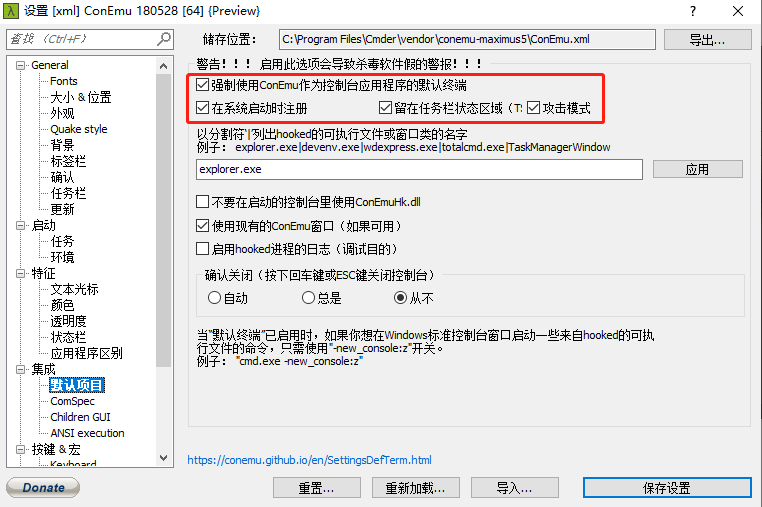 设置 [xml] ConEmu 180528 [64] {Preview}
查找 (Ctrl+F)
储存位置:
C:\Program Files\Cmder\vendor\conemu-maximus5\ConEmu.xml
导出...
General
Fonts
大小 & 位置
外观
Quake style
背景
标签栏
确认
任务栏
更新
启动
任务
环境
特征
文本光标
颜色
透明度
状态栏
应用程序区别
集成
默认项目
ComSpec
Children GUI
ANSI execution
按键 & 宏
Keyboard
警告!!! 启用此选项会导致杀毒软件假的警报!!!
强制使用ConEmu作为控制台应用程序的默认终端
在系统启动时注册
留在任务栏状态区域 (T:
攻击模式
以分割符'|'列出hooked的可执行文件或窗口类的名字
例子: explorer.exe|devenv.exe|wdexpress.exe|totalcmd.exe|TaskManagerWindow
explorer.exe
应用
不要在启动的控制台里使用ConEmuHk.dll
使用现有的ConEmu窗口 (如果可用)
启用hooked进程的日志 (调试目的)
确认关闭 (按下回车键或ESC键关闭控制台)
自动
总是
从不
当"默认终端"已启用时，如果你想在Windows标准控制台窗口启动一些来自hooked的可执
行文件的命令，只需使用"-new_console:z"开关。
例子: "cmd.exe -new_console:z"
https://conemu.github.io/en/SettingsDefTerm.html
Donate
重置...
重新加载...
导入...
保存设置